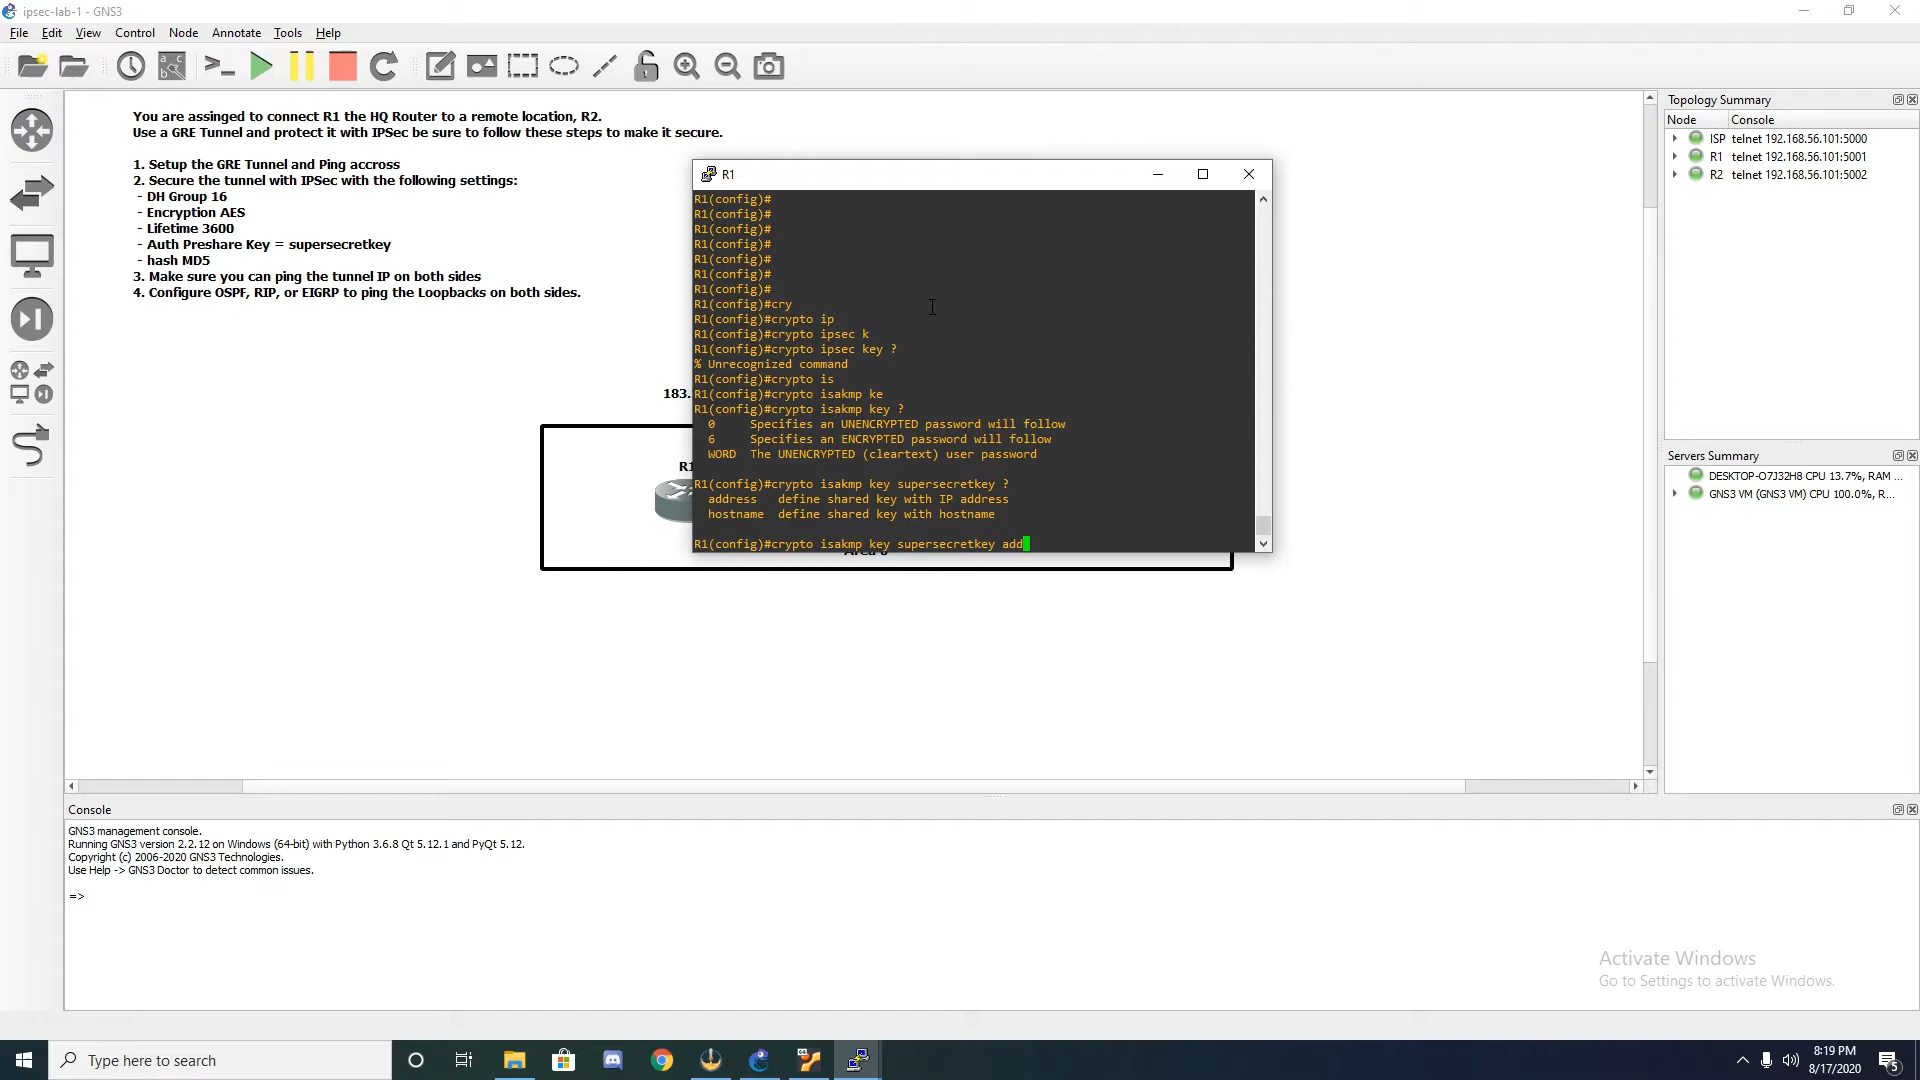 ipsec-lab-1 - GNS3
File Edit View Control Node Annotate Tools Help
You are assinged to connect R1 the HQ Router to a remote location, R2.
Use a GRE Tunnel and protect it with IPSec be sure to follow these steps to make it secure.
1. Setup the GRE Tunnel and Ping accross
2. Secure the tunnel with IPSec with the following settings:
- DH Group 16
- Encryption AES
- Lifetime 3600
- Auth Preshare Key = supersecretkey
- hash MD5
3. Make sure you can ping the tunnel IP on both sides
4. Configure OSPF, RIP, or EIGRP to ping the Loopbacks on both sides.
183.
R1
R1
R1(config)#
R1(config)#
R1(config)#
R1(config)#
R1(config)#
R1(config)#
R1(config)#
R1(config)#cry
R1(config)#crypto ip
R1(config)#crypto ipsec k
R1(config)#crypto ipsec key ?
% Unrecognized command
R1(config)#crypto is
R1(config)#crypto isakmp ke
R1(config)#crypto isakmp key ?
0 Specifies an UNENCRYPTED password will follow
6 Specifies an ENCRYPTED password will follow
WORD The UNENCRYPTED (cleartext) user password
R1(config)#crypto isakmp key supersecretkey ?
address define shared key with IP address
hostname define shared key with hostname
R1(config)#crypto isakmp key supersecretkey add
Topology Summary
Node Console
ISP telnet 192.168.56.101:5000
R1 telnet 192.168.56.101:5001
R2 telnet 192.168.56.101:5002
Servers Summary
DESKTOP-O7J32H8 CPU 13.7%, RAM ...
GNS3 VM (GNS3 VM) CPU 100.0%, R...
Console
GNS3 management console.
Running GNS3 version 2.2.12 on Windows (64-bit) with Python 3.6.8 Qt 5.12.1 and PyQt 5.12.
Copyright (c) 2006-2020 GNS3 Technologies.
Use Help -> GNS3 Doctor to detect common issues.
=>
Activate Windows
Go to Settings to activate Windows.
Type here to search
8:19 PM
8/17/2020
5